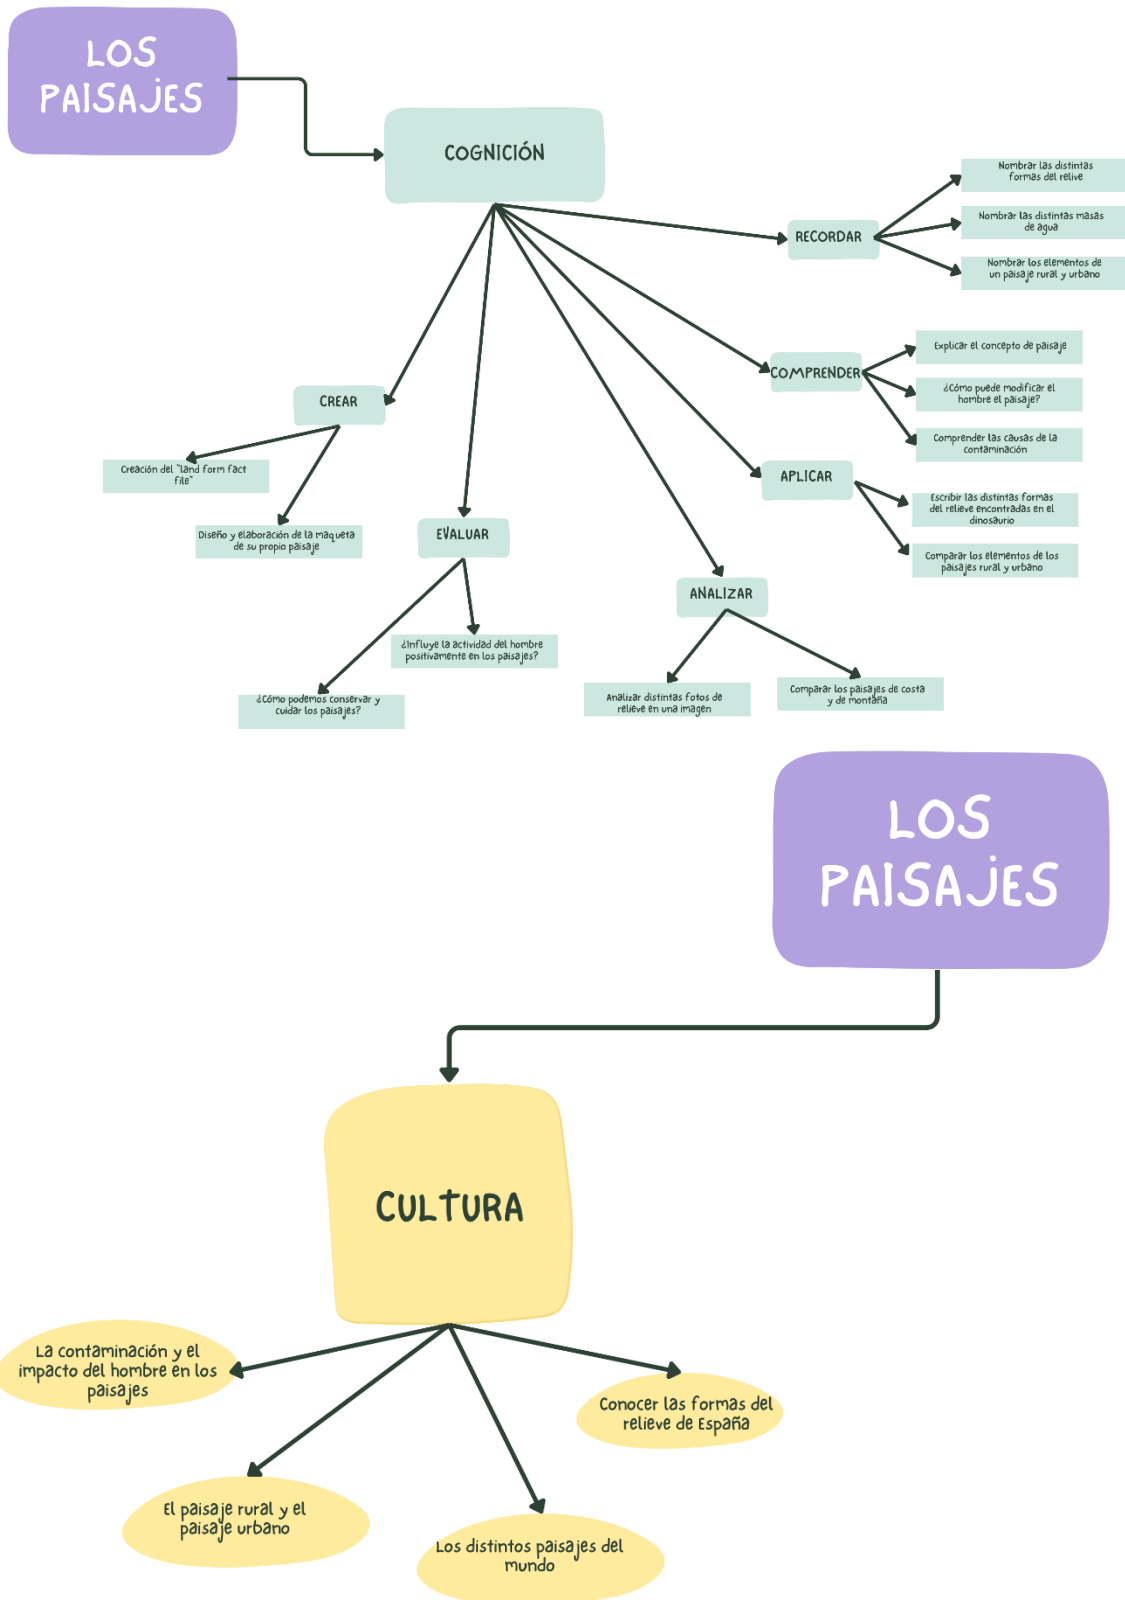 LOS
PAISAJES
COGNICIÓN
RECORDAR
Nombrar las distintas
formas del relive
Nombrar las distintas masas
de agua
Nombrar los elementos de
un paisaje rural y urbano
COMPRENDER
Explicar el concepto de paisaje
¿Cómo puede modificar el
hombre el paisaje?
Comprender las causas de la
contaminación
APLICAR
Escribir las distintas formas
del relieve encontradas en el
dinosaurio
Comparar los elementos de los
paisajes rural y urbano
ANALIZAR
Analizar distintas fotos de
relieve en una imagen
Comparar los paisajes de costa
y de montaña
EVALUAR
¿Influye la actividad del hombre
positivamente en los paisajes?
¿Cómo podemos conservar y
cuidar los paisajes?
CREAR
Creación del "land form fact
file"
Diseño y elaboración de la maqueta
de su propio paisaje
LOS
PAISAJES
CULTURA
La contaminación y el
impacto del hombre en los
paisajes
El paisaje rural y el
paisaje urbano
Los distintos paisajes del
mundo
Conocer las formas del
relieve de España